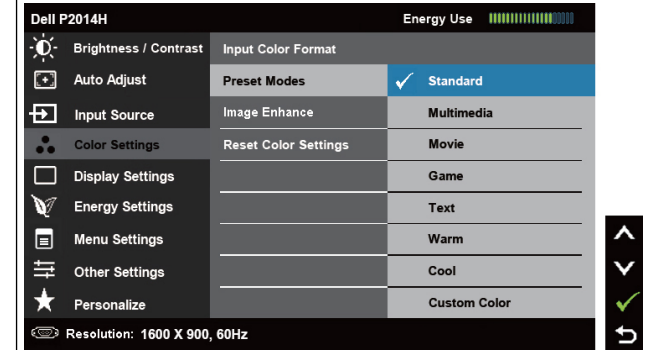 Dell P2014H Energy Use
Brightness / Contrast Input Color Format
Auto Adjust Preset Modes Standard
Input Source Image Enhance Multimedia
Color Settings Reset Color Settings Movie
Display Settings Game
Energy Settings Text
Menu Settings Warm
Other Settings Cool
Personalize Custom Color
Resolution: 1600 X 900, 60Hz